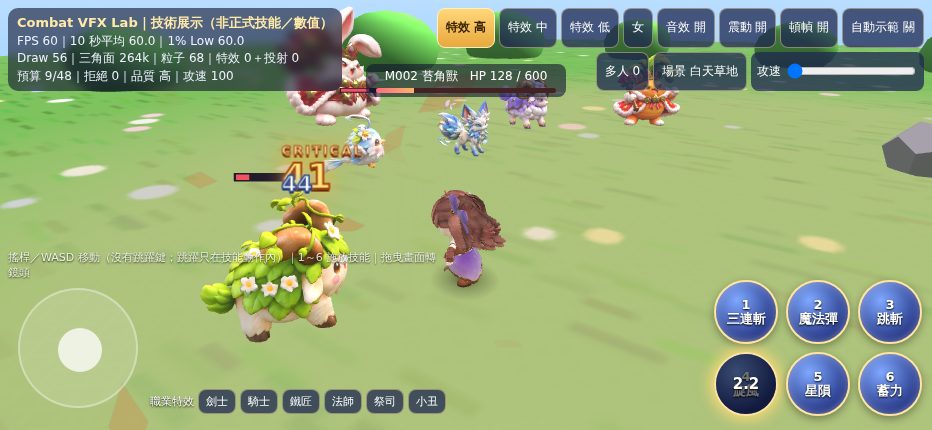 Combat VFX Lab｜技術展示（非正式技能／數值）
FPS 60｜10 秒平均 60.0｜1% Low 60.0
Draw 56｜三角面 264k｜粒子 68｜特效 0＋投射 0
預算 9/48｜拒絕 0｜品質 高｜攻速 100
特效 高
特效 中
特效 低
女
音效 開
震動 開
頓幀 開
自動示範 關
多人 0
場景 白天草地
攻速
M002 苔角獸 HP 128 / 600
CRITICAL
41
44
搖桿／WASD 移動（沒有跳躍鍵；跳躍只在技能動作內）｜1~6 施放技能｜拖曳畫面轉
鏡頭
1
三連斬
2
魔法彈
3
跳斬
2.2
旋風
5
星隕
6
蓄力
職業特效
劍士
騎士
鐵匠
法師
祭司
小丑